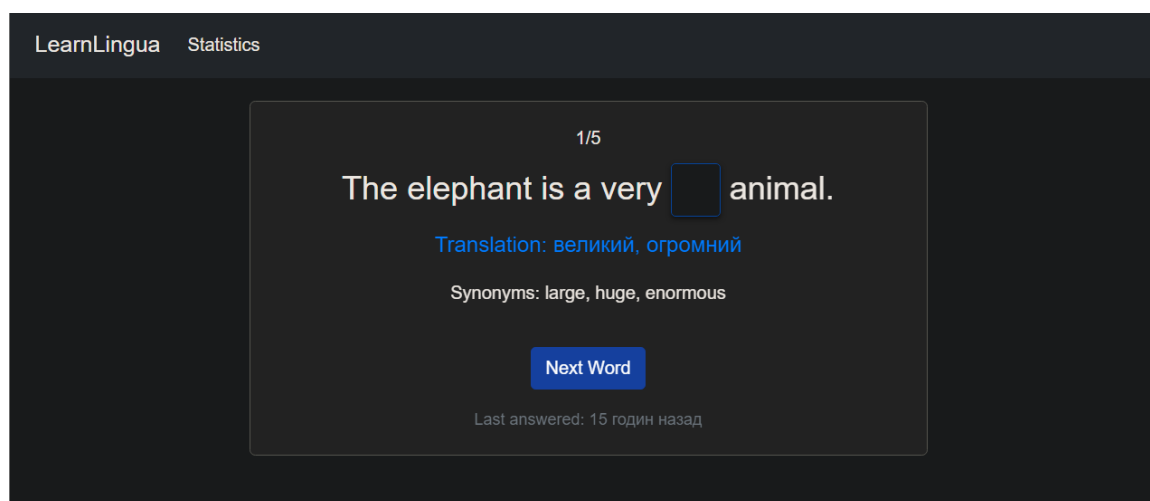 LearnLingua Statistics
1/5
The elephant is a very animal.
Translation: великий, огромний
Synonyms: large, huge, enormous
Next Word
Last answered: 15 годин назад